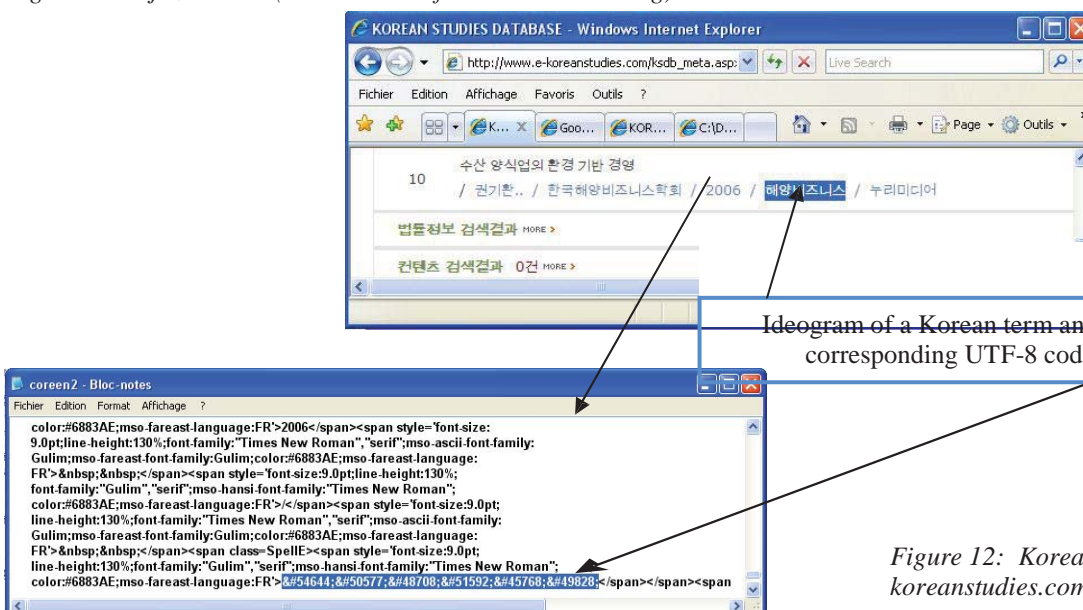 KOREAN STUDIES DATABASE - Windows Internet Explorer
http://www.e-koreanstudies.com/ksdb_meta.asp:
Live Search
Fichier Edition Affichage Favoris Outils ?
K... X Goo... KOR... C:\D... Page Outils
수산 양식업의 환경 기반 경영
10
/ 권기환.. / 한국해양비즈니스학회 / 2006 / 해양비즈니스 / 누리미디어
법률정보 검색결과 MORE >
컨텐츠 검색결과 0건 MORE >
Ideogram of a Korean term an
corresponding UTF-8 cod
coreen2 - Bloc-notes
Fichier Edition Format Affichage ?
color:#6883AE;mso-fareast-language:FR'>2006</span><span style='font-size:
9.0pt;line-height:130%;font-family:"Times New Roman","serif";mso-ascii-font-family:
Gulim;mso-fareast-font-family:Gulim;color:#6883AE;mso-fareast-language:
FR'>&nbsp;&nbsp;</span><span style='font-size:9.0pt;line-height:130%;
font-family:"Gulim","serif";mso-hansi-font-family:"Times New Roman";
color:#6883AE;mso-fareast-language:FR'>/</span><span style='font-size:9.0pt;
line-height:130%;font-family:"Times New Roman","serif";mso-ascii-font-family:
Gulim;mso-fareast-font-family:Gulim;color:#6883AE;mso-fareast-language:
FR'>&nbsp;&nbsp;</span><span class=SpellE><span style='font-size:9.0pt;
line-height:130%;font-family:"Gulim","serif";mso-hansi-font-family:"Times New Roman";
color:#6883AE;mso-fareast-language:FR'>&#54644;&#50577;&#48708;&#51592;&#45768;&#49828;</span></span><span
Figure 12: Korea
koreanstudies.com